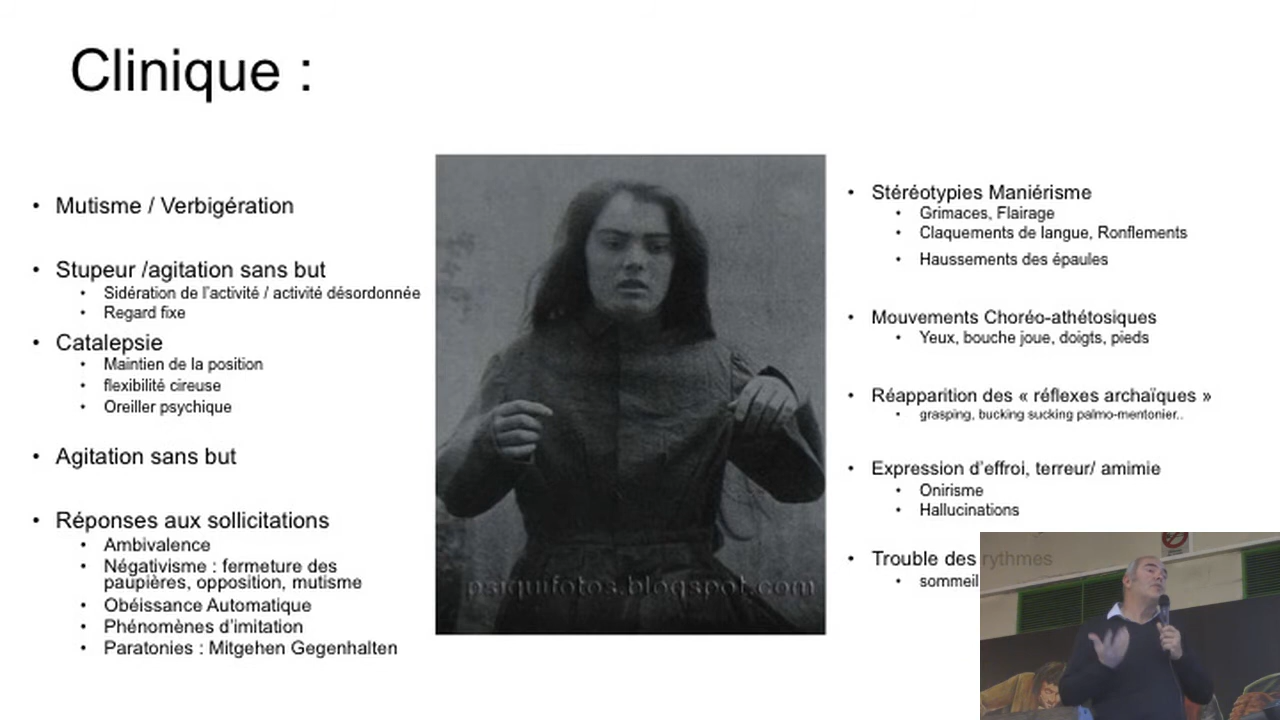 Clinique :
• Mutisme / Verbigération
• Stupeur /agitation sans but
• Sidération de l'activité / activité désordonnée
• Regard fixe
• Catalepsie
• Maintien de la position
• flexibilité cireuse
• Oreiller psychique
• Agitation sans but
• Réponses aux sollicitations
• Ambivalence
• Négativisme : fermeture des
paupières, opposition, mutisme
• Obéissance Automatique
• Phénomènes d'imitation
• Paratonies : Mitgehen Gegenhalten
psiquifotos.blogspot.com
• Stéréotypies Maniérisme
• Grimaces, Flairage
• Claquements de langue, Ronflements
• Haussements des épaules
• Mouvements Choréo-athétosiques
• Yeux, bouche joue, doigts, pieds
• Réapparition des « réflexes archaïques »
• grasping, bucking sucking palmo-mentonier..
• Expression d'effroi, terreur/ amimie
• Onirisme
• Hallucinations
• Trouble des rythmes
• sommeil